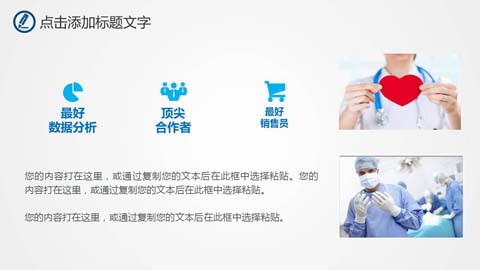 点击添加标题文字
最好
数据分析
顶尖
合作者
最好
销售员
您的内容打在这里，或通过复制您的文本后在此框中选择粘贴。您的
内容打在这里，或通过复制您的文本后在此框中选择粘贴。
您的内容打在这里，或通过复制您的文本后在此框中选择粘贴。